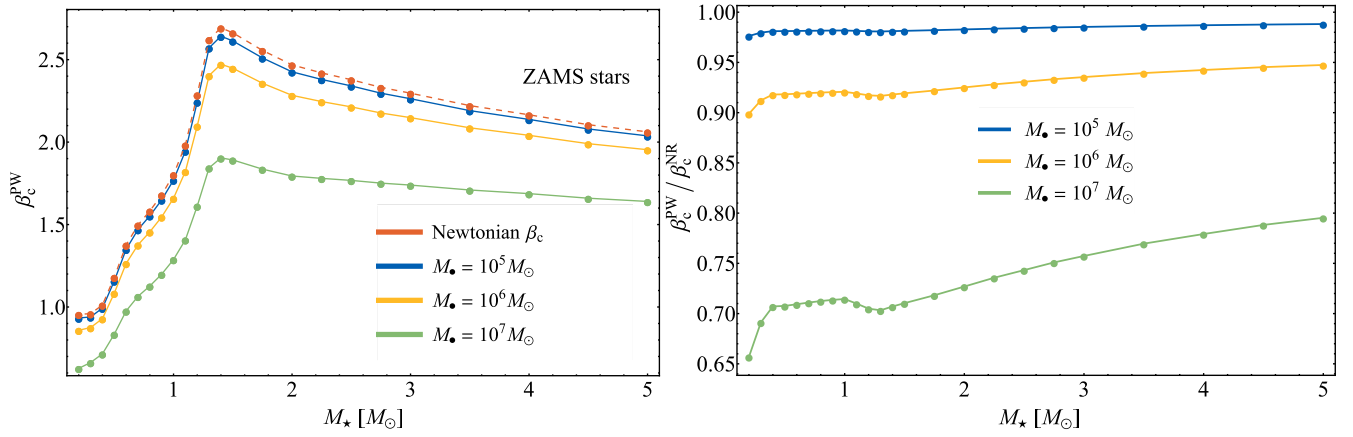 β_c^PW
2.5
2.0
1.5
1.0
ZAMS stars
Newtonian β_c
M_• = 10^5 M_⊙
M_• = 10^6 M_⊙
M_• = 10^7 M_⊙
1 2 3 4 5
M_⋆ [M_⊙]
β_c^PW / β_c^NR
1.00
0.95
0.90
0.85
0.80
0.75
0.70
0.65
M_• = 10^5 M_⊙
M_• = 10^6 M_⊙
M_• = 10^7 M_⊙
0 1 2 3 4 5
M_⋆ [M_⊙]